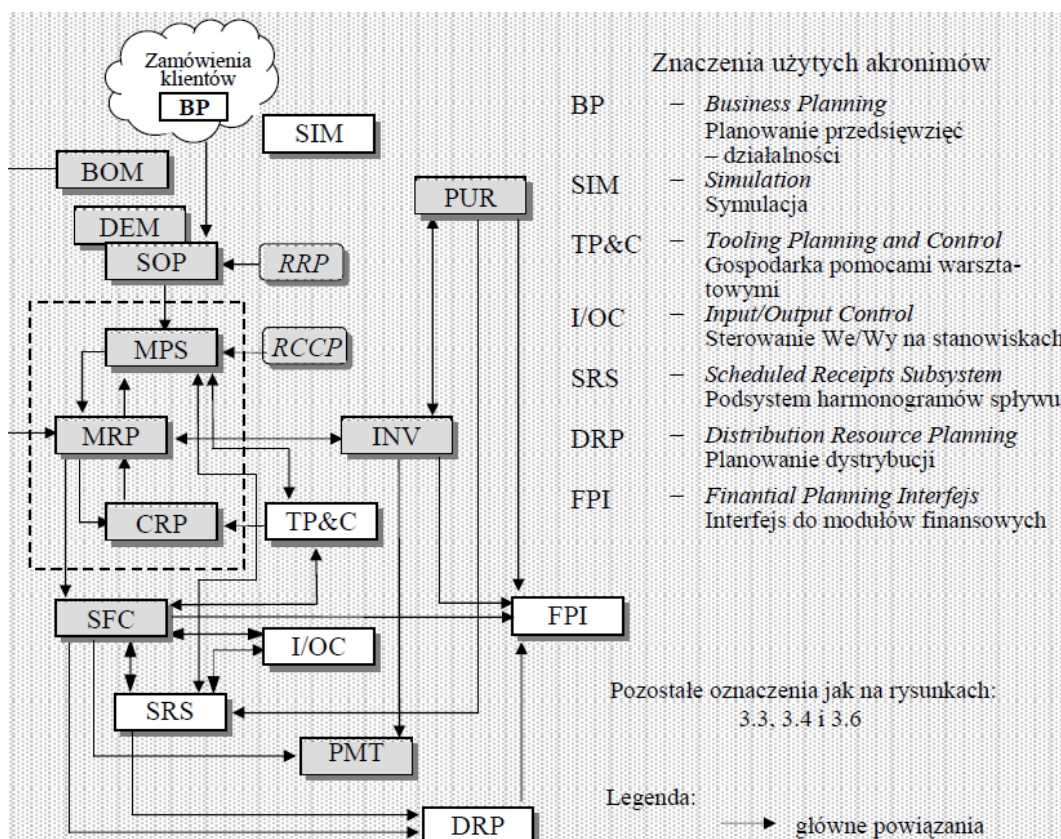 Zamówienia
klientów
BP
SIM
BOM
PUR
DEM
SOP
RRP
MPS
RCCP
MRP
INV
CRP
TP&C
SFC
FPI
I/OC
SRS
PMT
DRP
Znaczenia użytych akronimów
BP – Business Planning
Planowanie przedsięwzięć
– działalności
SIM – Simulation
Symulacja
TP&C – Tooling Planning and Control
Gospodarka pomocami warszta-
towymi
I/OC – Input/Output Control
Sterowanie We/Wy na stanowiskach
SRS – Scheduled Receipts Subsystem
Podsystem harmonogramów spływu
DRP – Distribution Resource Planning
Planowanie dystrybucji
FPI – Finantial Planning Interfejs
Interfejs do modułów finansowych
Pozostałe oznaczenia jak na rysunkach:
3.3, 3.4 i 3.6
Legenda:
główne powiązania